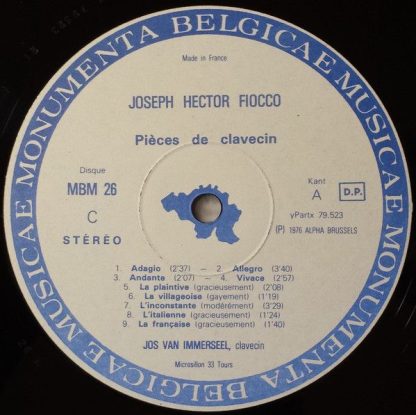 MUSICAE MONUMENTA BELGICAE MUSICAE MONUMENTA BELGICAE
Made in France
JOSEPH HECTOR FIOCCO
Pièces de clavecin
Disque
MBM 26
C
STÉRÉO
Kant
A
D.P.
yPartx 79.523
(P) 1976 ALPHA BRUSSELS
1. Adagio (2'37) — 2. Allegro (3'40)
3. Andante (2'07) - 4. Vivace (2'57)
5. La plaintive (gracieusement) (2'08)
6. La villageoise (gayement) (1'19)
7. L'inconstante (modérément) (3'29)
8. L'italienne (gracieusement) (1'24)
9. La française (gracieusement) (1'40)
JOS VAN IMMERSEEL, clavecin
Microsillon 33 Tours